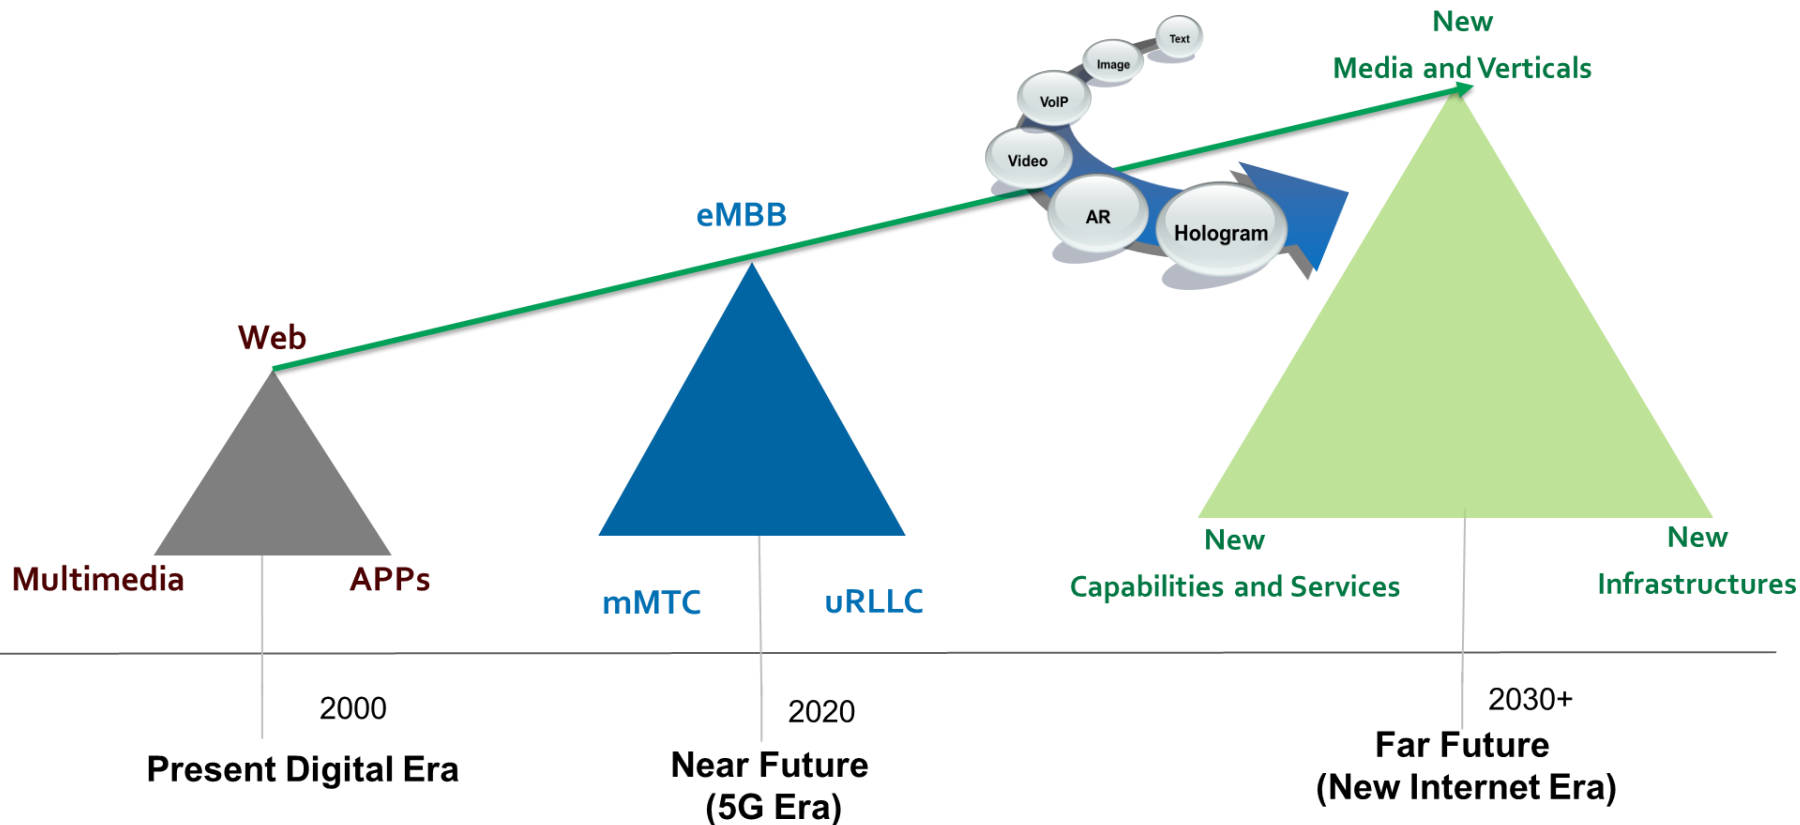 New
Media and Verticals
Text
Image
VoIP
Video
AR
Hologram
eMBB
Web
Multimedia
APPs
mMTC
uRLLC
New
Capabilities and Services
New
Infrastructures
2000
Present Digital Era
2020
Near Future
(5G Era)
2030+
Far Future
(New Internet Era)